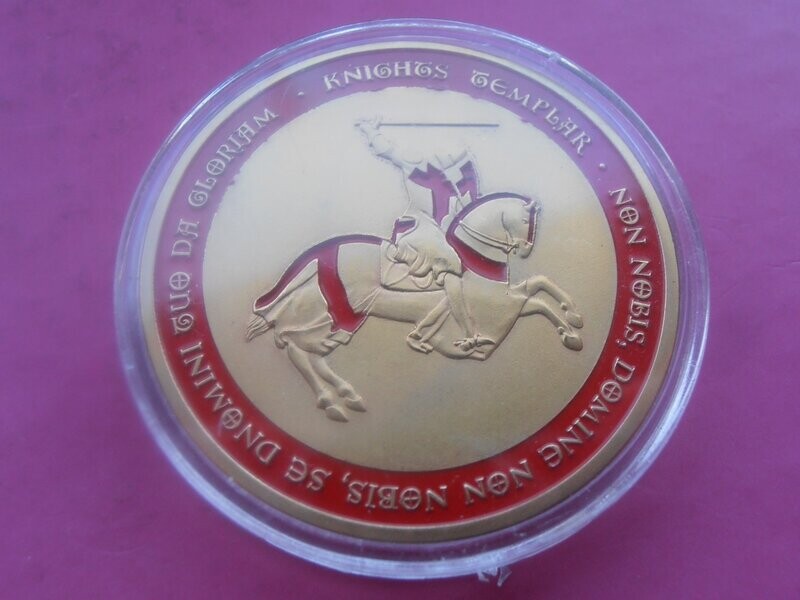 KNIGHTS TEMPLAR · NON NOBIS, DOMINE NON NOBIS, SE DNOMINI TUO DA GLORIAM ·